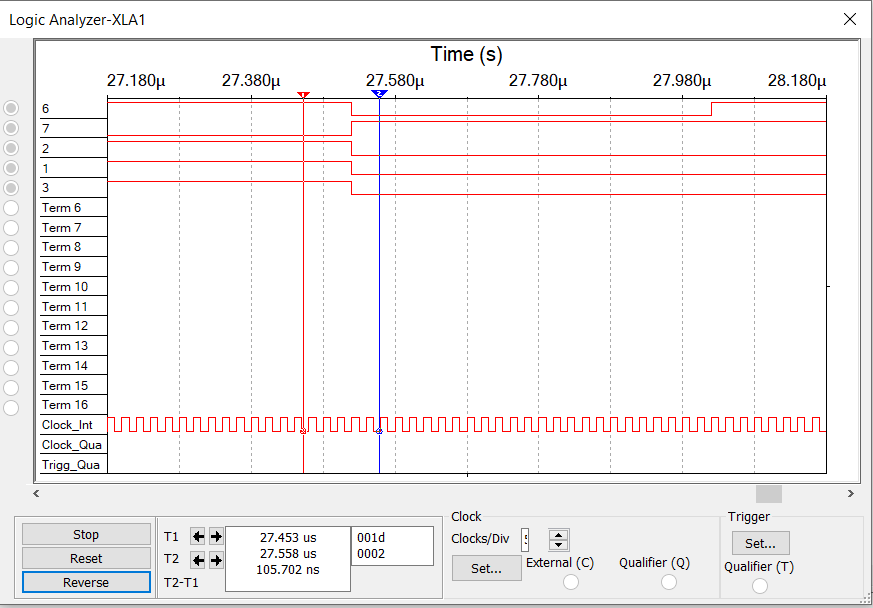 Logic Analyzer-XLA1
Time (s)
27.180µ 27.380µ 27.580µ 27.780µ 27.980µ 28.180µ
1 2
6
7
2
1
3
Term 6
Term 7
Term 8
Term 9
Term 10
Term 11
Term 12
Term 13
Term 14
Term 15
Term 16
Clock_Int
Clock_Qua
Trigg_Qua
Stop
Reset
Reverse
T1 27.453 us 001d
T2 27.558 us 0002
T2-T1 105.702 ns
Clock
Clocks/Div
Set...
External (C)
Qualifier (Q)
Trigger
Set...
Qualifier (T)